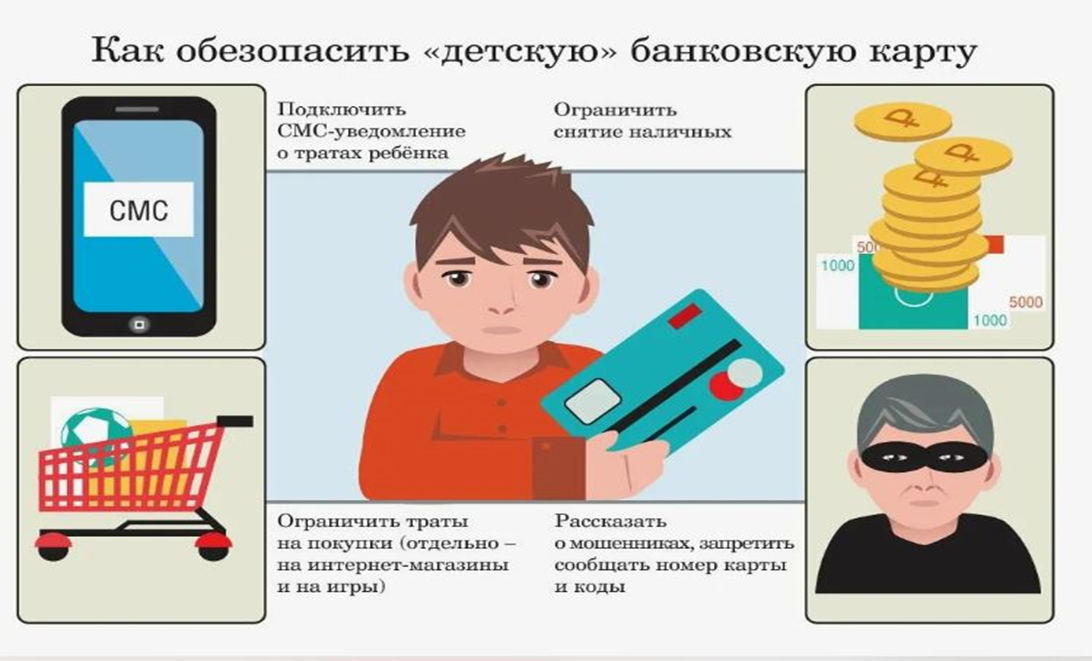 Как обезопасить «детскую» банковскую карту
Подключить
СМС-уведомление
о тратах ребёнка
Ограничить
снятие наличных
СМС
500
1000
5000
1000
Ограничить траты
на покупки (отдельно –
на интернет-магазины
и на игры)
Рассказать
о мошенниках, запретить
сообщать номер карты
и коды